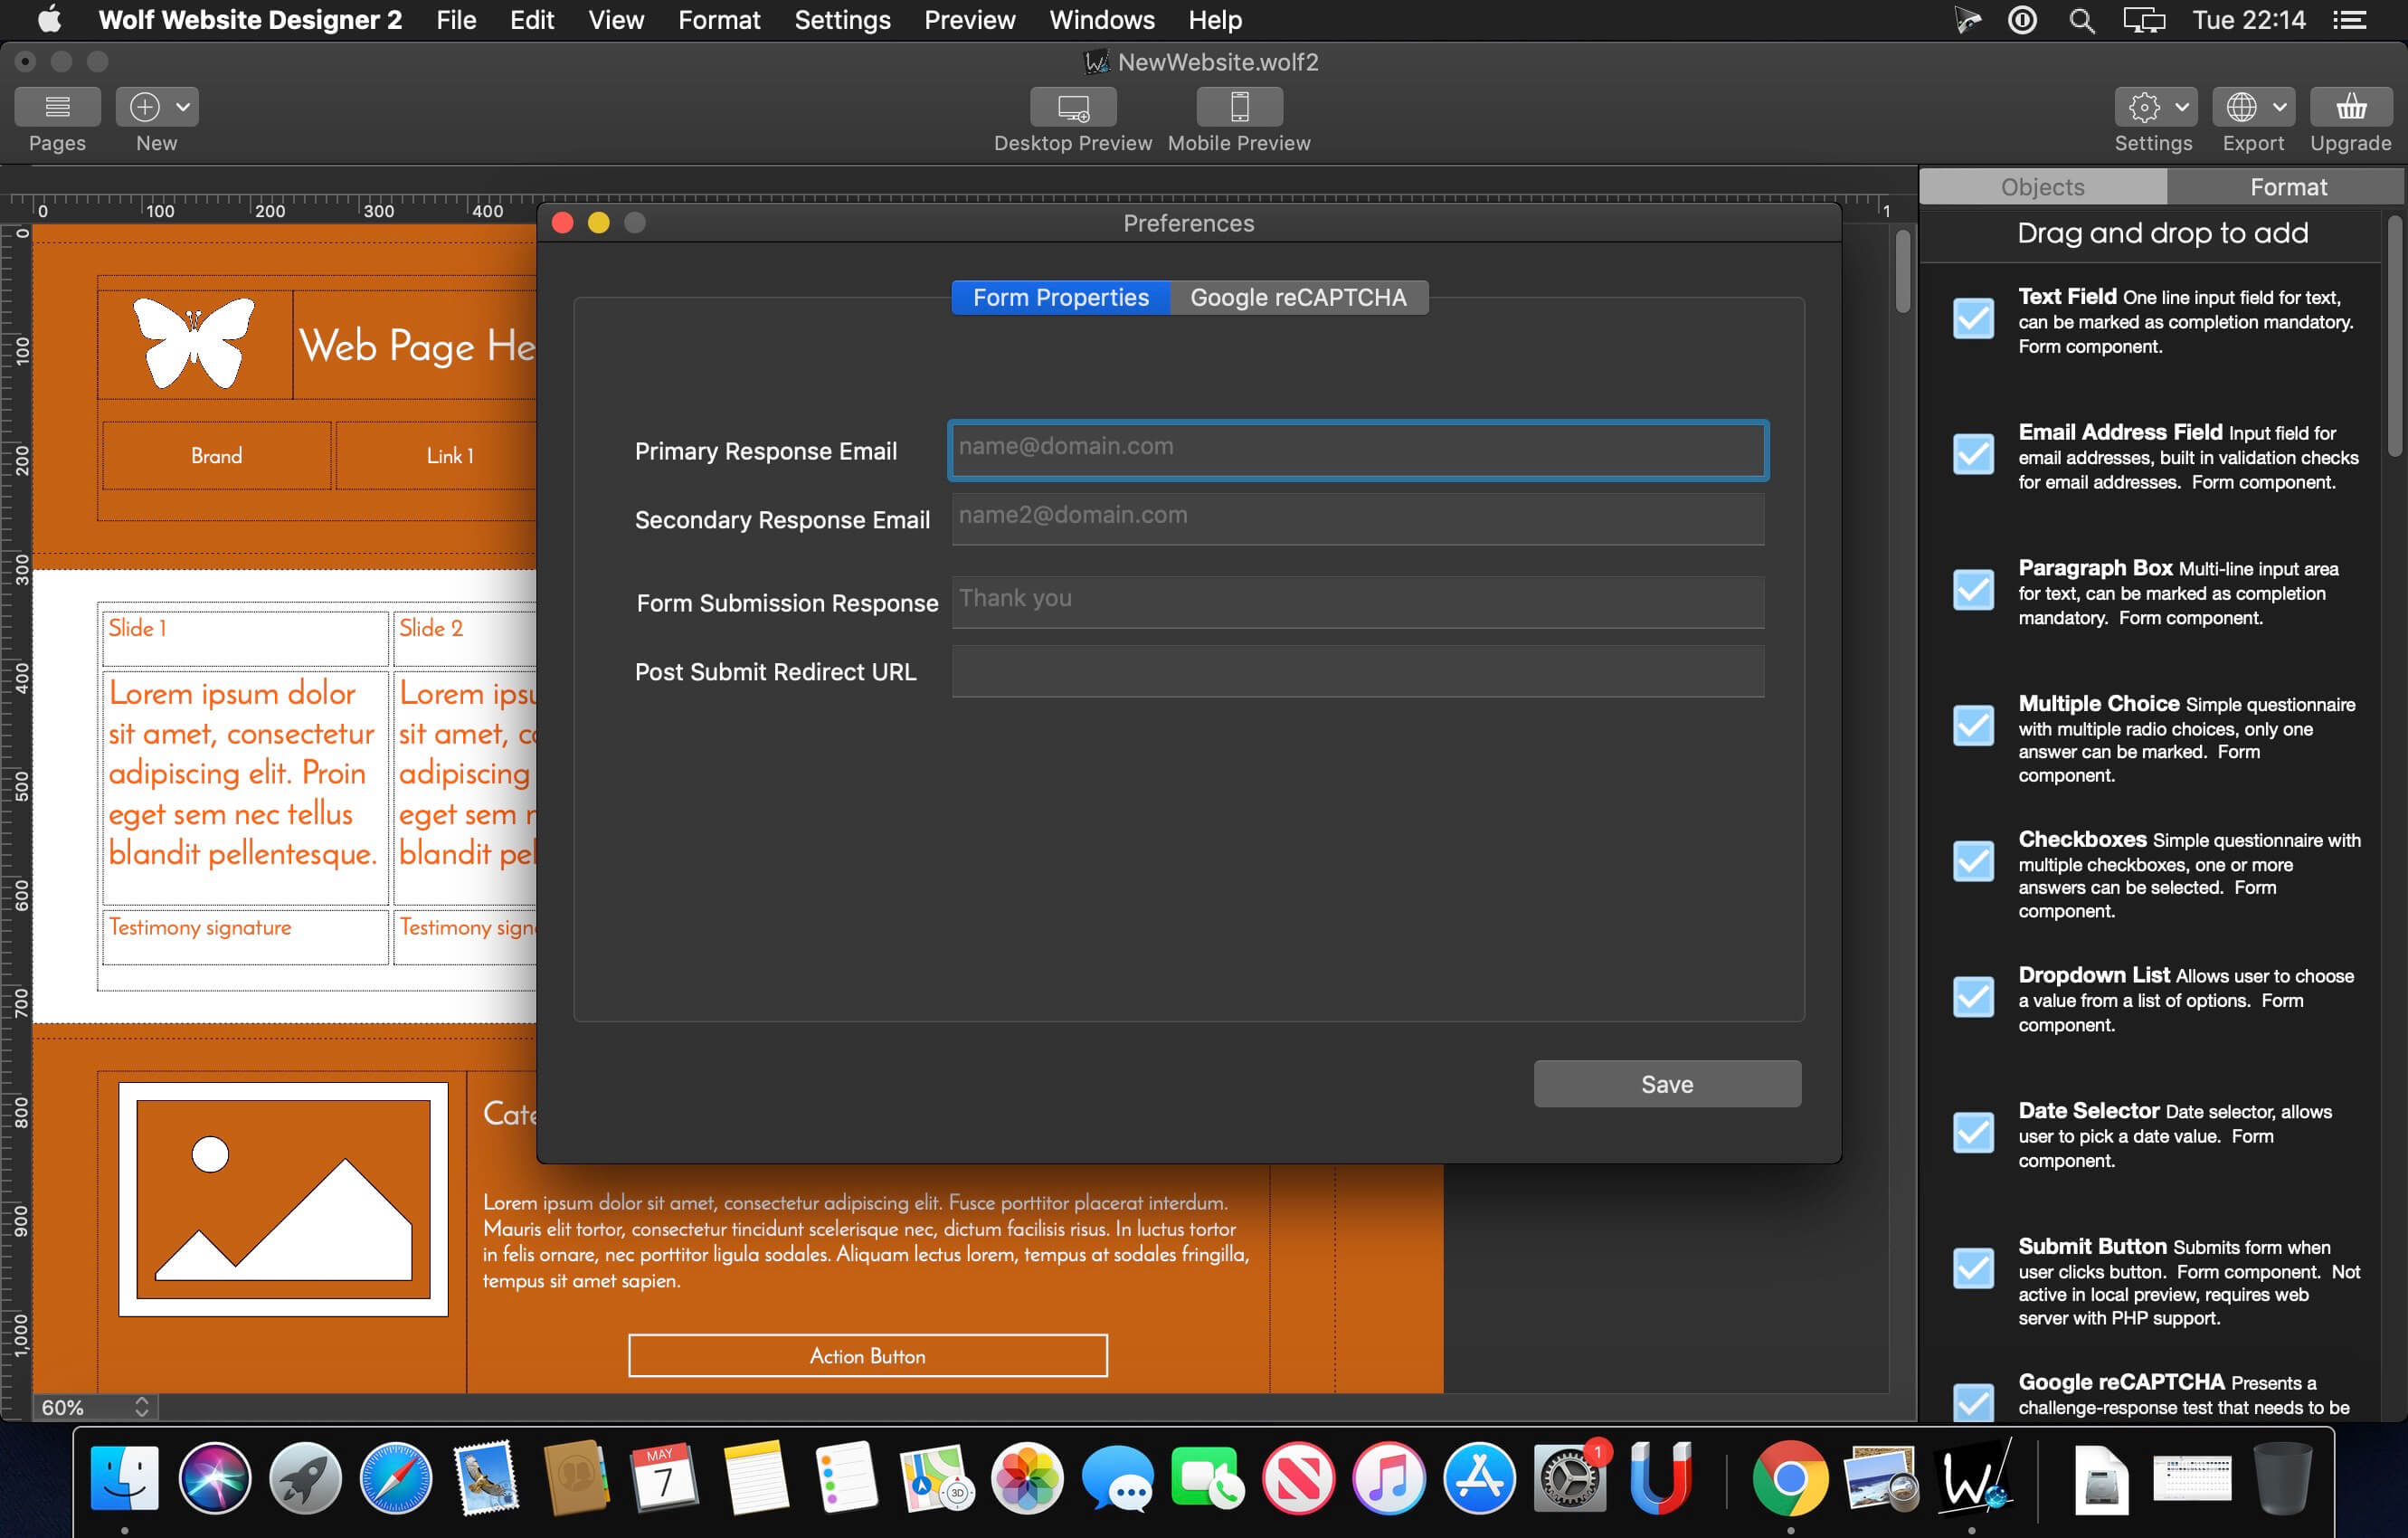 Wolf Website Designer 2 File Edit View Format Settings Preview Windows Help Tue 22:14
NewWebsite.wolf2
Pages New Desktop Preview Mobile Preview Settings Export Upgrade
0 100 200 300 400 1
0
100
200
300
400
500
600
700
800
900
1,000
Web Page He
Brand Link 1
Slide 1 Slide 2
Lorem ipsum dolor
sit amet, consectetur
adipiscing elit. Proin
eget sem nec tellus
blandit pellentesque.
Lorem ipsu
sit amet, co
adipiscing
eget sem n
blandit pel
Testimony signature Testimony sign
Cate
Lorem ipsum dolor sit amet, consectetur adipiscing elit. Fusce porttitor placerat interdum.
Mauris elit tortor, consectetur tincidunt scelerisque nec, dictum facilisis risus. In luctus tortor
in felis ornare, nec porttitor ligula sodales. Aliquam lectus lorem, tempus at sodales fringilla,
tempus sit amet sapien.
Action Button
60%
Preferences
Form Properties Google reCAPTCHA
Primary Response Email name@domain.com
Secondary Response Email name2@domain.com
Form Submission Response Thank you
Post Submit Redirect URL
Save
Objects Format
Drag and drop to add
Text Field One line input field for text,
can be marked as completion mandatory.
Form component.
Email Address Field Input field for
email addresses, built in validation checks
for email addresses. Form component.
Paragraph Box Multi-line input area
for text, can be marked as completion
mandatory. Form component.
Multiple Choice Simple questionnaire
with multiple radio choices, only one
answer can be marked. Form
component.
Checkboxes Simple questionnaire with
multiple checkboxes, one or more
answers can be selected. Form
component.
Dropdown List Allows user to choose
a value from a list of options. Form
component.
Date Selector Date selector, allows
user to pick a date value. Form
component.
Submit Button Submits form when
user clicks button. Form component. Not
active in local preview, requires web
server with PHP support.
Google reCAPTCHA Presents a
challenge-response test that needs to be
MAY
7
3D
1